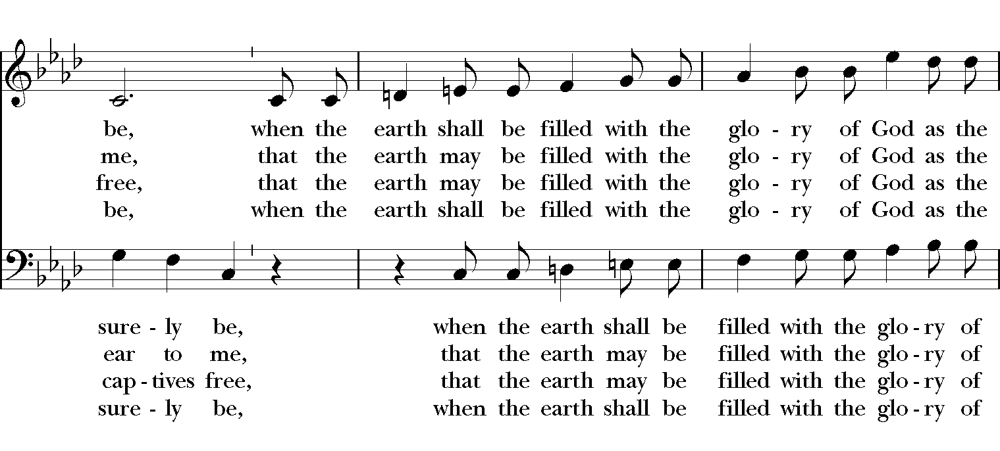 be, when the earth shall be filled with the glo - ry of God as the
me, that the earth may be filled with the glo - ry of God as the
free, that the earth may be filled with the glo - ry of God as the
be, when the earth shall be filled with the glo - ry of God as the
sure - ly be, when the earth shall be filled with the glo - ry of
ear to me, that the earth may be filled with the glo - ry of
cap - tives free, that the earth may be filled with the glo - ry of
sure - ly be, when the earth shall be filled with the glo - ry of